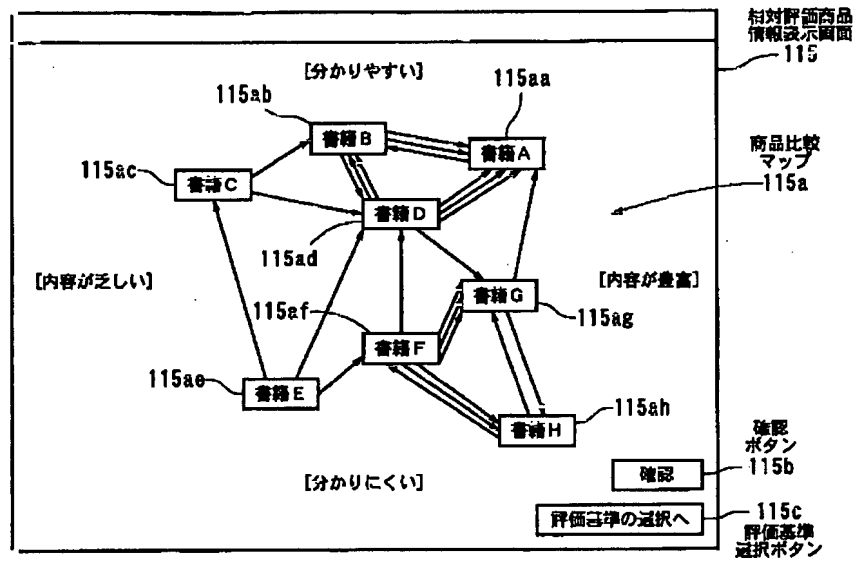 相対評価商品
情報表示画面
115
[分かりやすい]
115ab
115aa
書籍B
書籍A
商品比較
マップ
115a
115ac
書籍C
書籍D
115ad
[内容が乏しい]
[内容が豊富]
115af
書籍G
115ag
書籍F
115ae
書籍E
115ah
書籍H
確認
ボタン
115b
[分かりにくい]
確認
評価基準の選択へ
115c
評価基準
選択ボタン